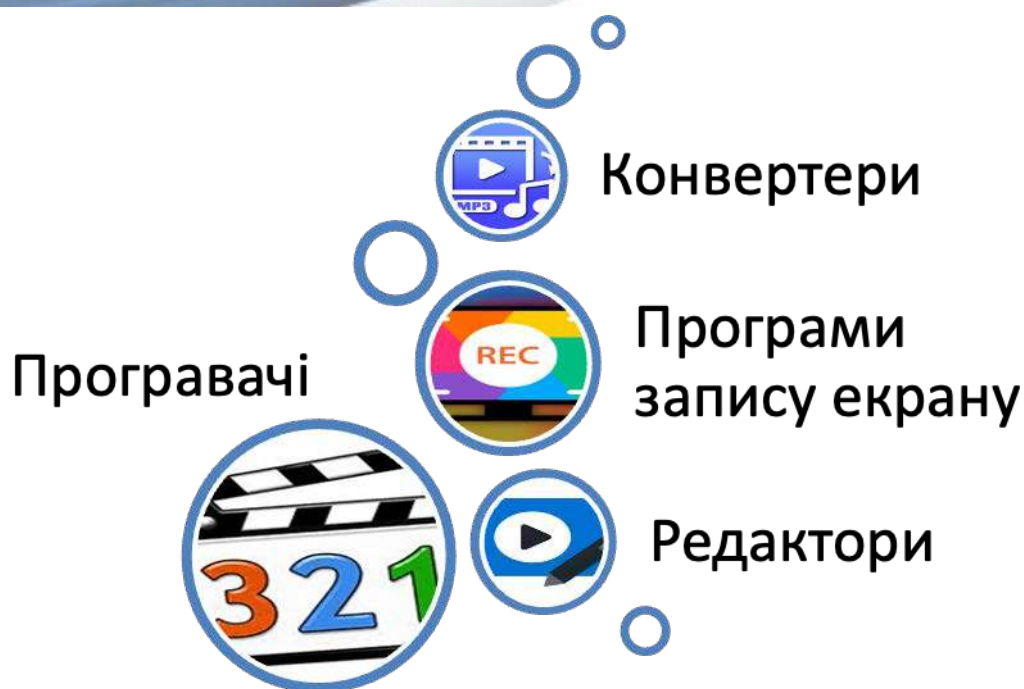 Конвертери
MP3
Програми
запису екрану
REC
Програвачі
321
Редактори